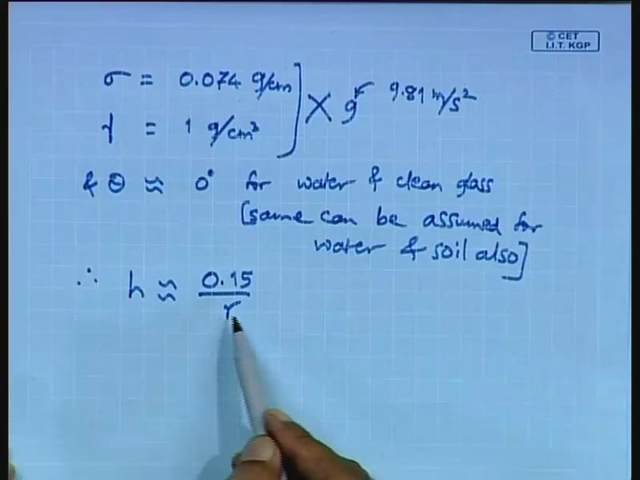 © CET
I.I.T. KGP
σ = 0.074 g/cm
γ = 1 g/cm³ ] × g ← 9.81 m/s²
& Θ ≈ 0° for water & clean glass
[same can be assumed for
water & soil also]
∴ h ≈ 0.15/r